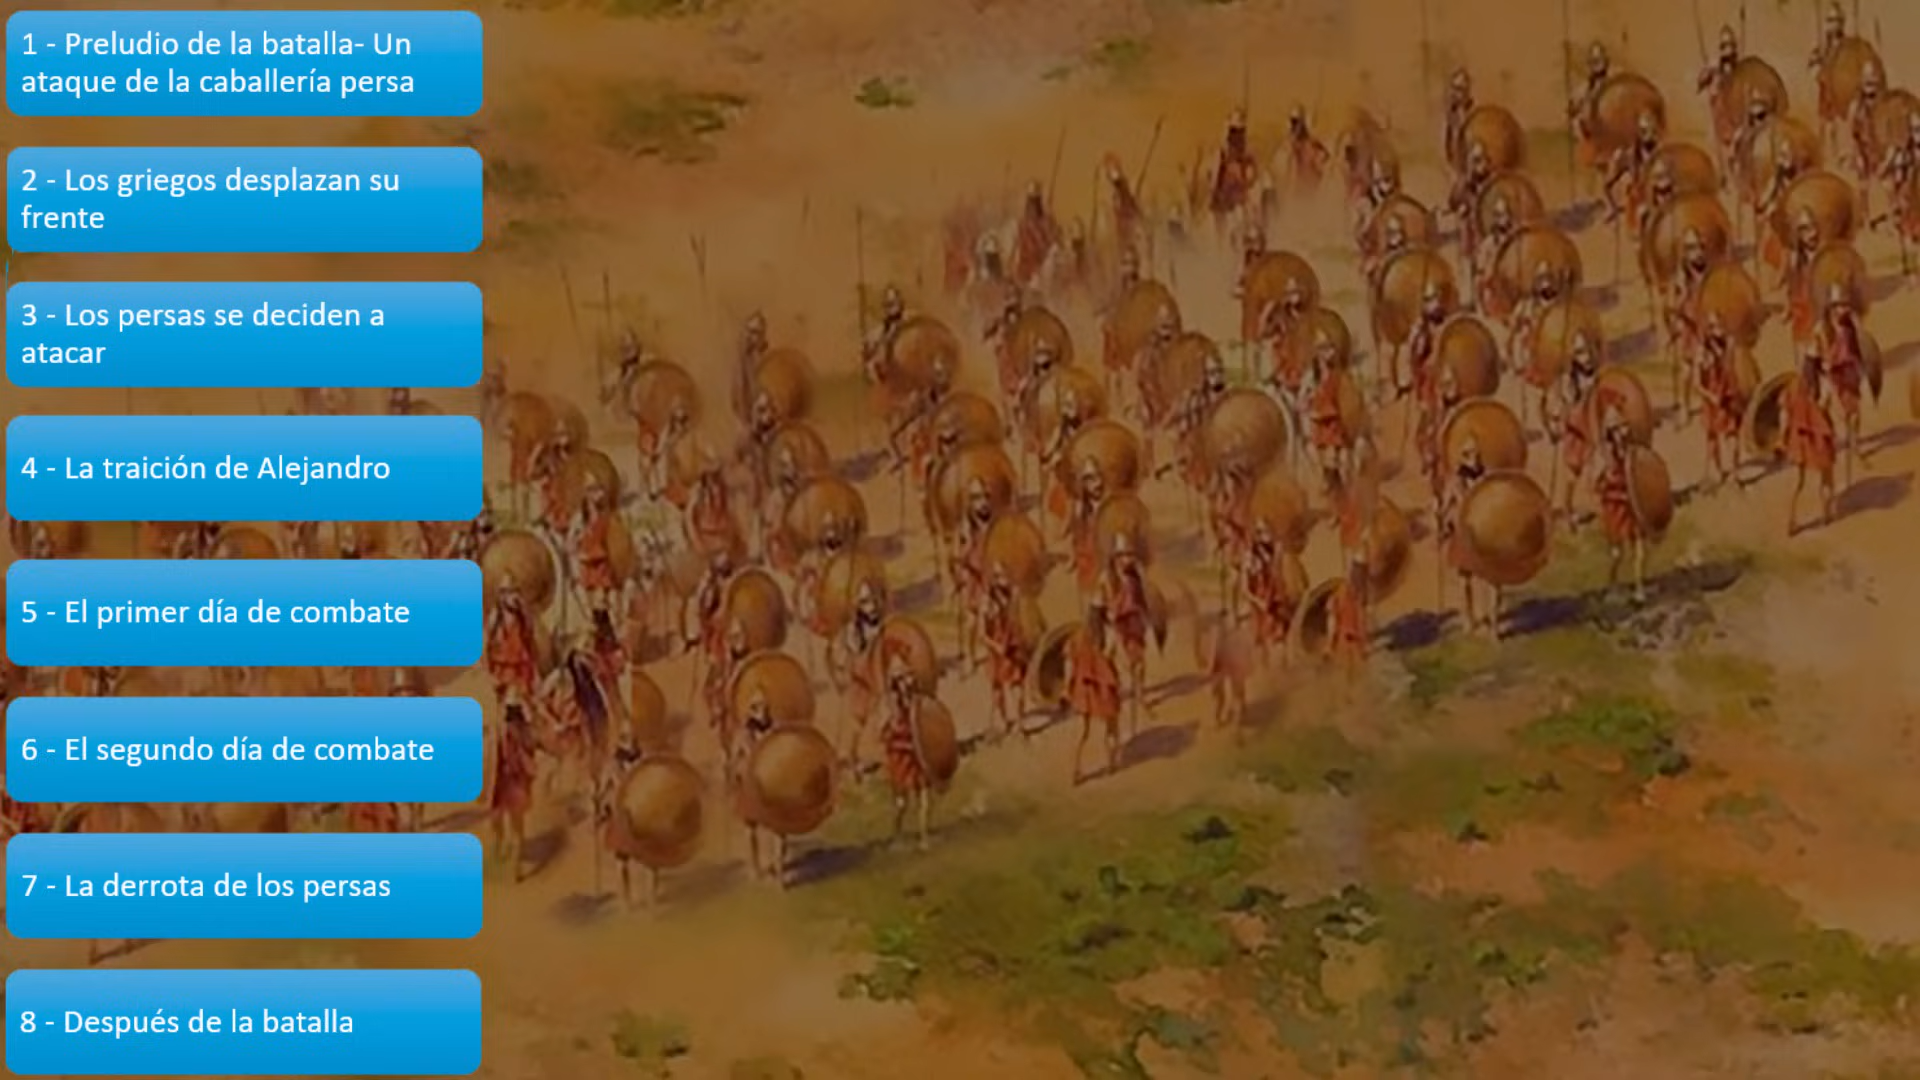 1 - Preludio de la batalla- Un
ataque de la caballería persa
2 - Los griegos desplazan su
frente
3 - Los persas se deciden a
atacar
4 - La traición de Alejandro
5 - El primer día de combate
6 - El segundo día de combate
7 - La derrota de los persas
8 - Después de la batalla